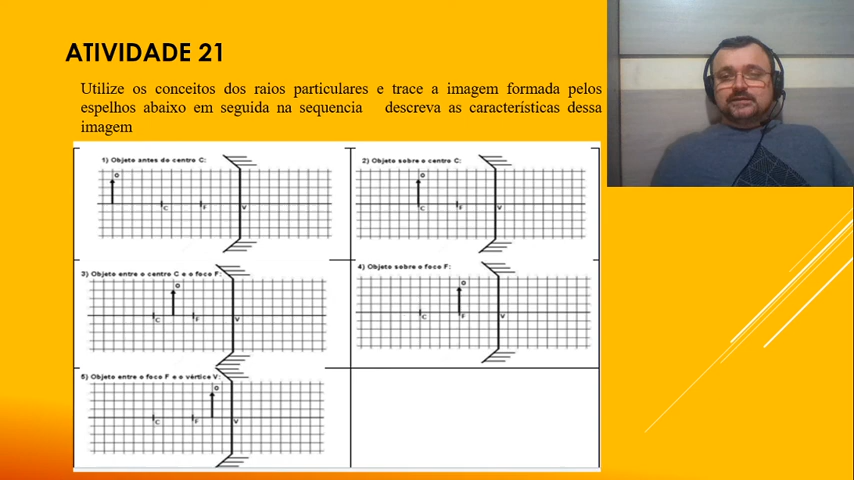 ATIVIDADE 21
Utilize os conceitos dos raios particulares e trace a imagem formada pelos
espelhos abaixo em seguida na sequencia descreva as características dessa
imagem
1) Objeto antes do centro C:
O
C F V
2) Objeto sobre o centro C:
O
C F V
3) Objeto entre o centro C e o foco F:
O
C F V
4) Objeto sobre o foco F:
O
C F V
5) Objeto entre o foco F e o vértice V:
O
C F V